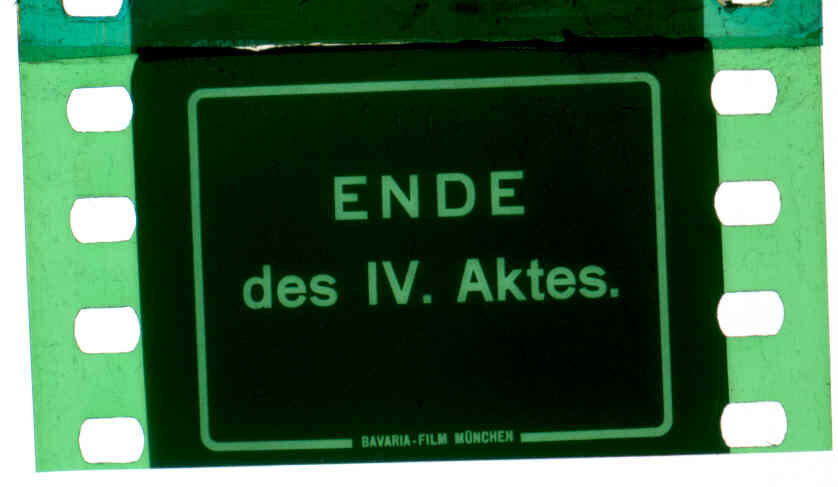 ENDE
des IV. Aktes.
BAVARIA-FILM MÜNCHEN